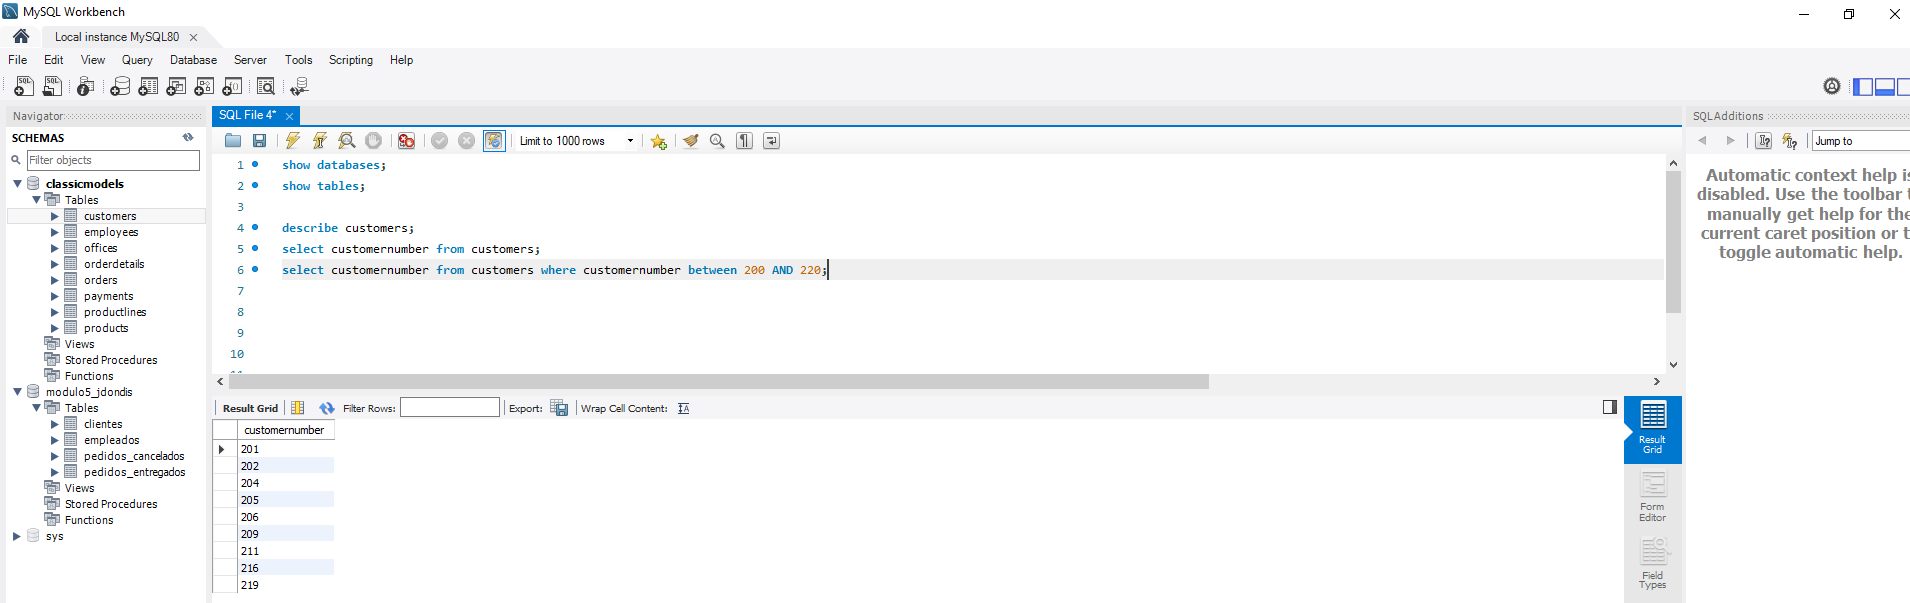 MySQL Workbench
Local instance MySQL80
File Edit View Query Database Server Tools Scripting Help
Navigator
SCHEMAS
Filter objects
classicmodels
Tables
customers
employees
offices
orderdetails
orders
payments
productlines
products
Views
Stored Procedures
Functions
modulo5_jdondis
Tables
clientes
empleados
pedidos_cancelados
pedidos_entregados
Views
Stored Procedures
Functions
sys
SQL File 4*
Limit to 1000 rows
1 show databases;
2 show tables;
3
4 describe customers;
5 select customernumber from customers;
6 select customernumber from customers where customernumber between 200 AND 220;
7
8
9
10
Result Grid Filter Rows: Export: Wrap Cell Content:
customernumber
201
202
204
205
206
209
211
216
219
Result
Grid
Form
Editor
Field
Types
SQLAdditions
Jump to
Automatic context help is
disabled. Use the toolbar
manually get help for the
current caret position or
toggle automatic help.